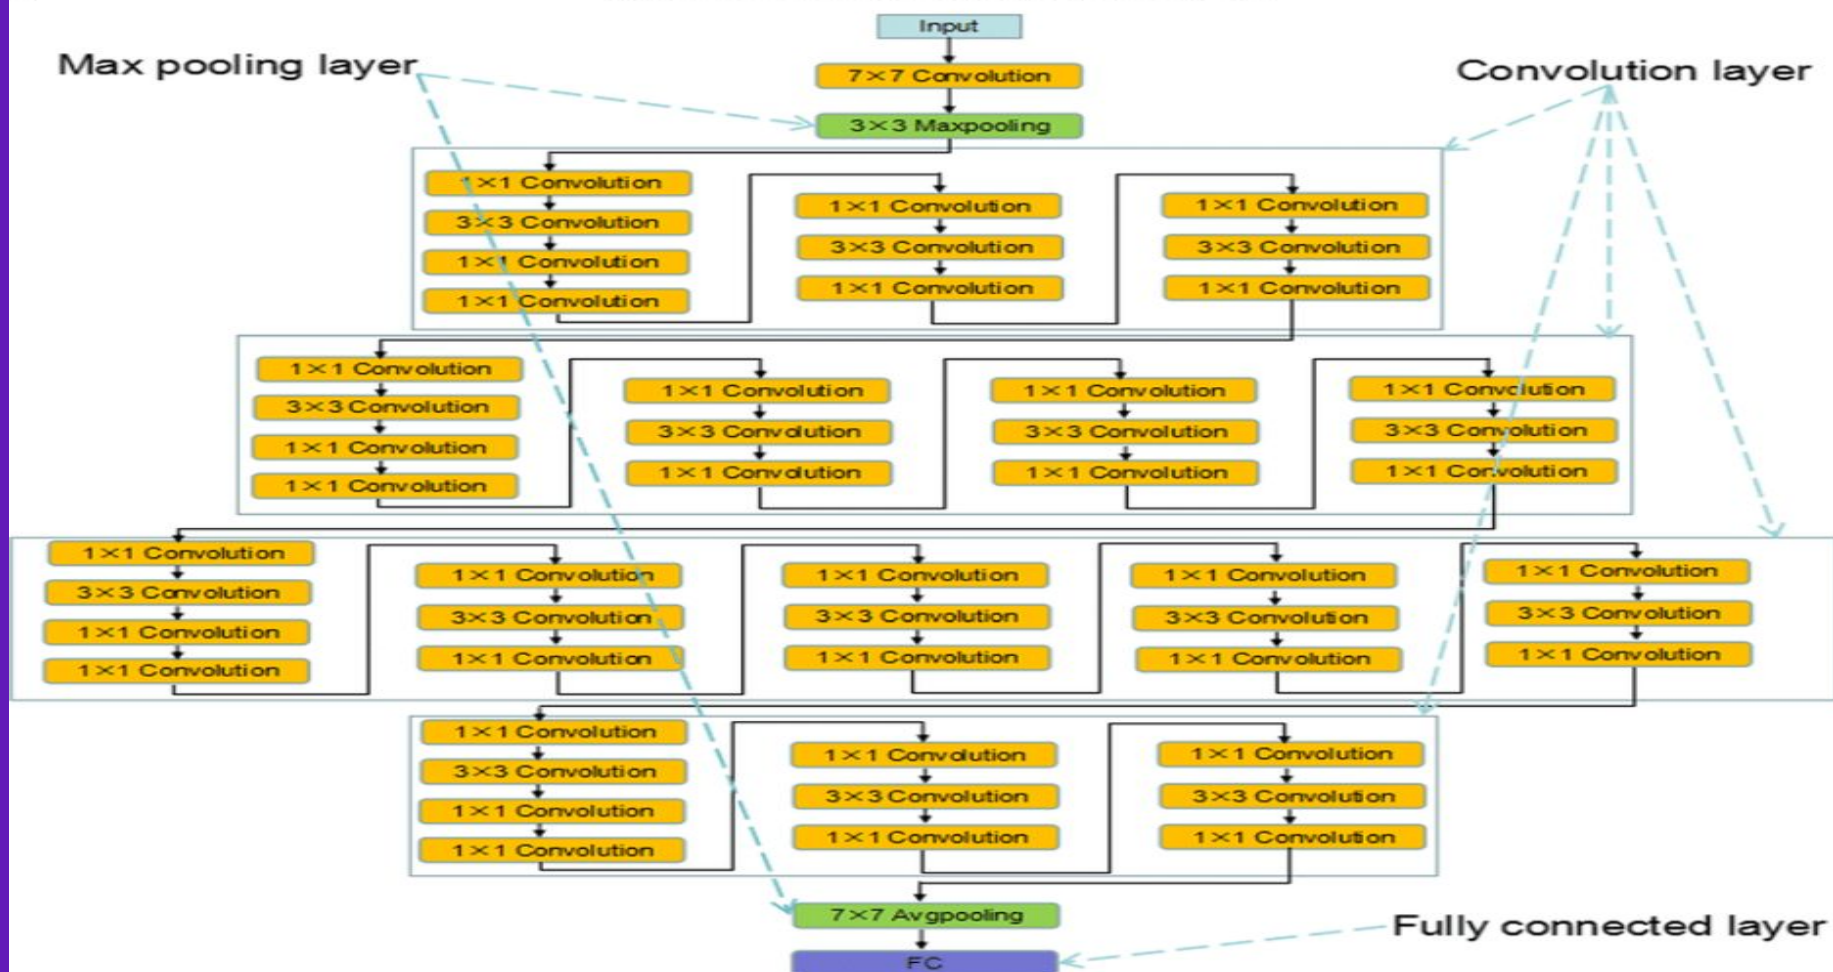 Input
Max pooling layer
7×7 Convolution
Convolution layer
3×3 Maxpooling
1×1 Convolution
3×3 Convolution
1×1 Convolution
1×1 Convolution
1×1 Convolution
3×3 Convolution
1×1 Convolution
1×1 Convolution
3×3 Convolution
1×1 Convolution
1×1 Convolution
3×3 Convolution
1×1 Convolution
1×1 Convolution
1×1 Convolution
3×3 Convolution
1×1 Convolution
1×1 Convolution
3×3 Convolution
1×1 Convolution
1×1 Convolution
3×3 Convolution
1×1 Convolution
1×1 Convolution
3×3 Convolution
1×1 Convolution
1×1 Convolution
1×1 Convolution
3×3 Convolution
1×1 Convolution
1×1 Convolution
3×3 Convolution
1×1 Convolution
1×1 Convolution
3×3 Convolution
1×1 Convolution
1×1 Convolution
3×3 Convolution
1×1 Convolution
1×1 Convolution
3×3 Convolution
1×1 Convolution
1×1 Convolution
1×1 Convolution
3×3 Convolution
1×1 Convolution
1×1 Convolution
3×3 Convolution
1×1 Convolution
7×7 Avgpooling
Fully connected layer
FC